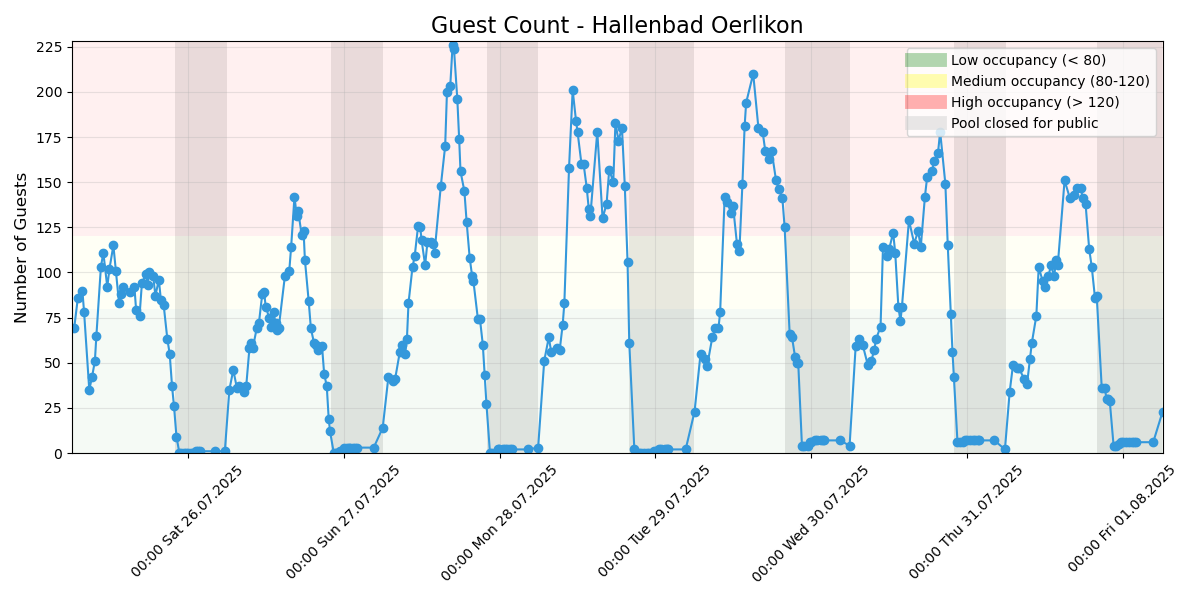 Guest Count - Hallenbad Oerlikon
Number of Guests
225
200
175
150
125
100
75
50
25
0
Low occupancy (< 80)
Medium occupancy (80-120)
High occupancy (> 120)
Pool closed for public
00:00 Sat 26.07.2025
00:00 Sun 27.07.2025
00:00 Mon 28.07.2025
00:00 Tue 29.07.2025
00:00 Wed 30.07.2025
00:00 Thu 31.07.2025
00:00 Fri 01.08.2025